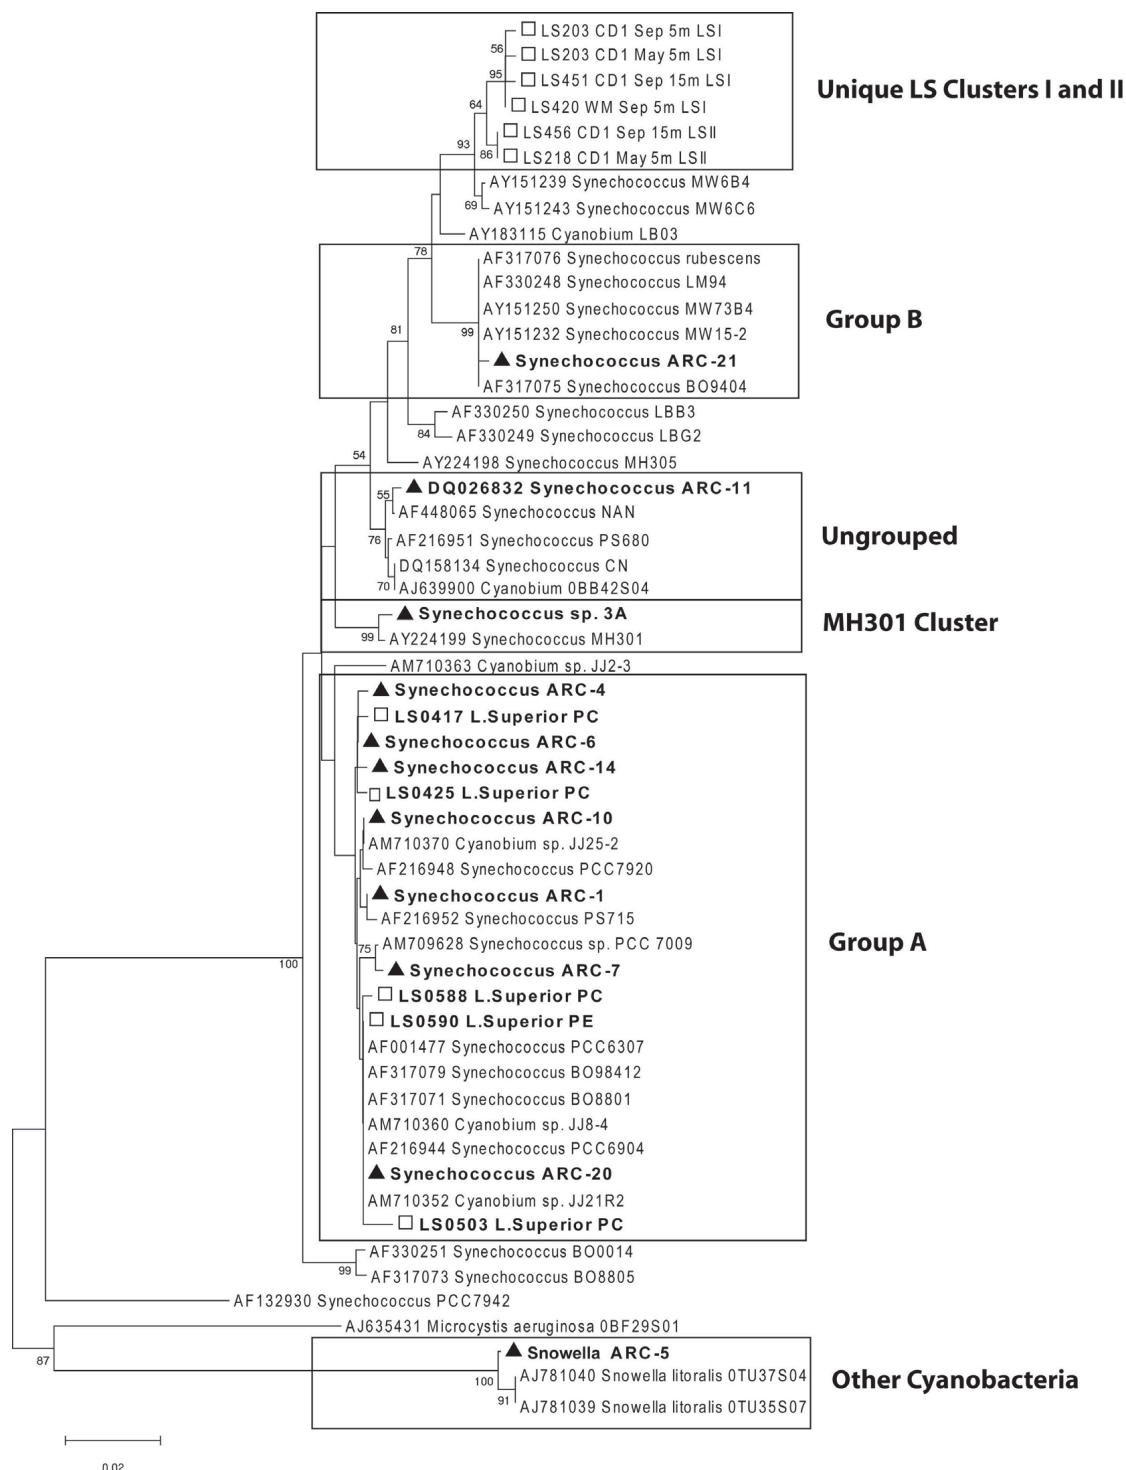 LS203 CD1 Sep 5m LSI
56
LS203 CD1 May 5m LSI
95
LS451 CD1 Sep 15m LSI
Unique LS Clusters I and II
64
LS420 WM Sep 5m LSI
LS456 CD1 Sep 15m LSII
93
86
LS218 CD1 May 5m LSII
AY151239 Synechococcus MW6B4
69
AY151243 Synechococcus MW6C6
AY183115 Cyanobium LB03
78
AF317076 Synechococcus rubescens
AF330248 Synechococcus LM94
AY151250 Synechococcus MW73B4
Group B
81
99
AY151232 Synechococcus MW15-2
Synechococcus ARC-21
AF317075 Synechococcus BO9404
AF330250 Synechococcus LBB3
84
AF330249 Synechococcus LBG2
54
AY224198 Synechococcus MH305
DQ026832 Synechococcus ARC-11
55
AF448065 Synechococcus NAN
Ungrouped
76
AF216951 Synechococcus PS680
DQ158134 Synechococcus CN
70
AJ639900 Cyanobium 0BB42S04
Synechococcus sp. 3A
MH301 Cluster
99
AY224199 Synechococcus MH301
AM710363 Cyanobium sp. JJ2-3
Synechococcus ARC-4
LS0417 L.Superior PC
Synechococcus ARC-6
Synechococcus ARC-14
LS0425 L.Superior PC
Synechococcus ARC-10
AM710370 Cyanobium sp. JJ25-2
AF216948 Synechococcus PCC7920
Synechococcus ARC-1
AF216952 Synechococcus PS715
Group A
75
AM709628 Synechococcus sp. PCC 7009
100
Synechococcus ARC-7
LS0588 L.Superior PC
LS0590 L.Superior PE
AF001477 Synechococcus PCC6307
AF317079 Synechococcus BO98412
AF317071 Synechococcus BO8801
AM710360 Cyanobium sp. JJ8-4
AF216944 Synechococcus PCC6904
Synechococcus ARC-20
AM710352 Cyanobium sp. JJ21R2
LS0503 L.Superior PC
AF330251 Synechococcus BO0014
99
AF317073 Synechococcus BO8805
AF132930 Synechococcus PCC7942
AJ635431 Microcystis aeruginosa 0BF29S01
87
Snowella ARC-5
100
AJ781040 Snowella litoralis 0TU37S04
Other Cyanobacteria
91
AJ781039 Snowella litoralis 0TU35S07
0.02